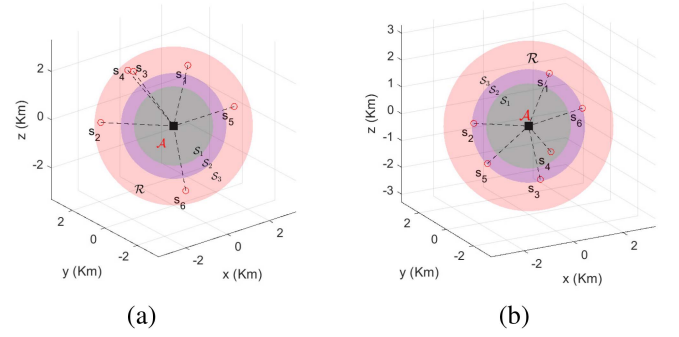 2
0
-2
z (Km)
s₄
s₃
s₁
s₅
s₂
𝒜
𝒮₁
𝒮₂
𝒮₃
ℛ
s₆
2
0
-2
y (Km)
-2
0
2
x (Km)
(a)
3
2
1
0
-1
-2
-3
z (Km)
ℛ
𝒮₃
𝒮₂
𝒮₁
s₁
𝒜
s₆
s₂
s₄
s₅
s₃
2
0
-2
y (Km)
-2
0
2
x (Km)
(b)